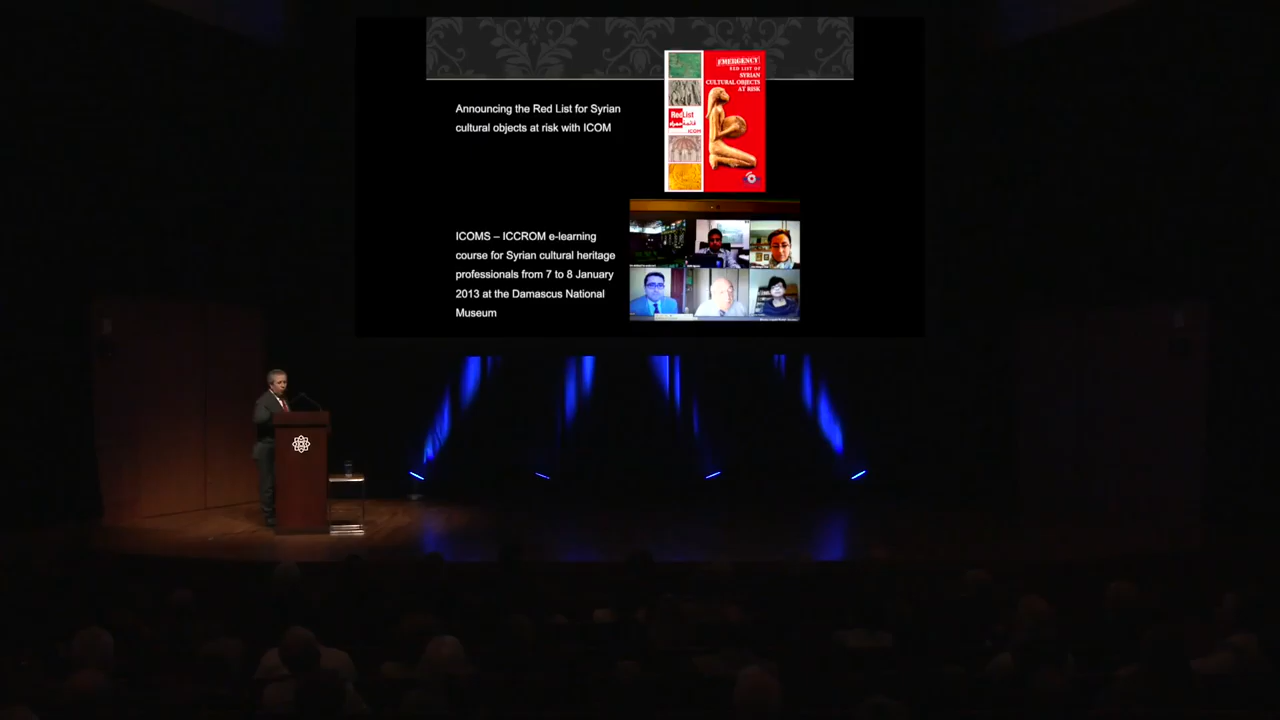 EMERGENCY
RED LIST OF
SYRIAN
CULTURAL OBJECTS
AT RISK
Announcing the Red List for Syrian
cultural objects at risk with ICOM
Red List
قائمة حمراء
ICOM
ICOMS – ICCROM e-learning
course for Syrian cultural heritage
professionals from 7 to 8 January
2013 at the Damascus National
Museum